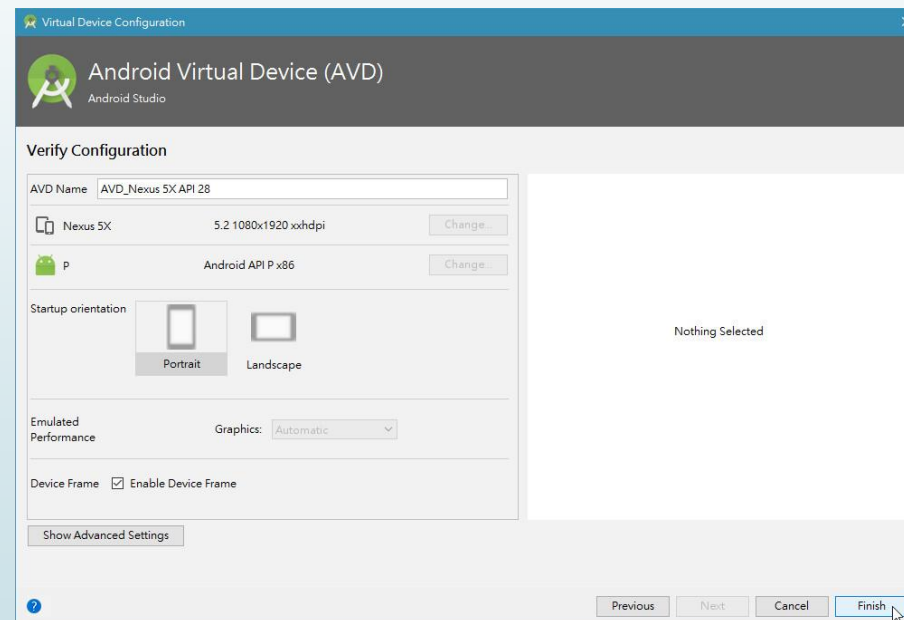 Virtual Device Configuration
Android Virtual Device (AVD)
Android Studio
Verify Configuration
AVD Name AVD_Nexus 5X API 28
Nexus 5X 5.2 1080x1920 xxhdpi Change...
P Android API P x86 Change...
Startup orientation
Portrait Landscape
Nothing Selected
Emulated
Performance
Graphics: Automatic
Device Frame Enable Device Frame
Show Advanced Settings
? Previous Next Cancel Finish